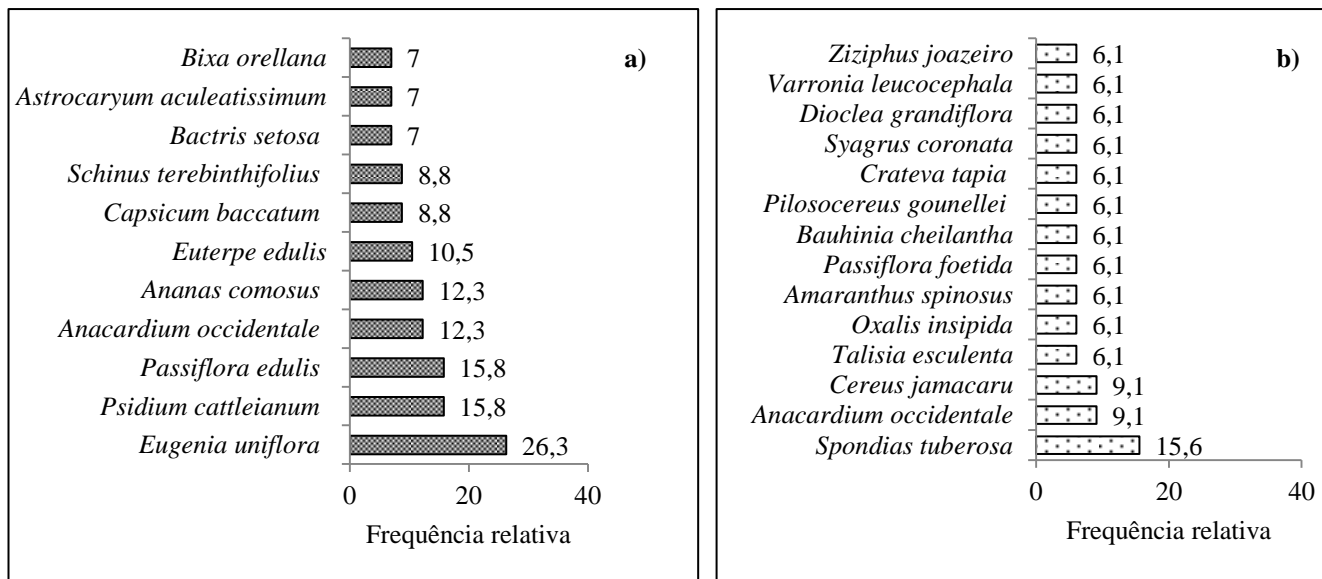 a)
Bixa orellana 7
Astrocaryum aculeatissimum 7
Bactris setosa 7
Schinus terebinthifolius 8,8
Capsicum baccatum 8,8
Euterpe edulis 10,5
Ananas comosus 12,3
Anacardium occidentale 12,3
Passiflora edulis 15,8
Psidium cattleianum 15,8
Eugenia uniflora 26,3
0 20 40
Frequência relativa
b)
Ziziphus joazeiro 6,1
Varronia leucocephala 6,1
Dioclea grandiflora 6,1
Syagrus coronata 6,1
Crateva tapia 6,1
Pilosocereus gounellei 6,1
Bauhinia cheilantha 6,1
Passiflora foetida 6,1
Amaranthus spinosus 6,1
Oxalis insipida 6,1
Talisia esculenta 6,1
Cereus jamacaru 9,1
Anacardium occidentale 9,1
Spondias tuberosa 15,6
0 20 40
Frequência relativa